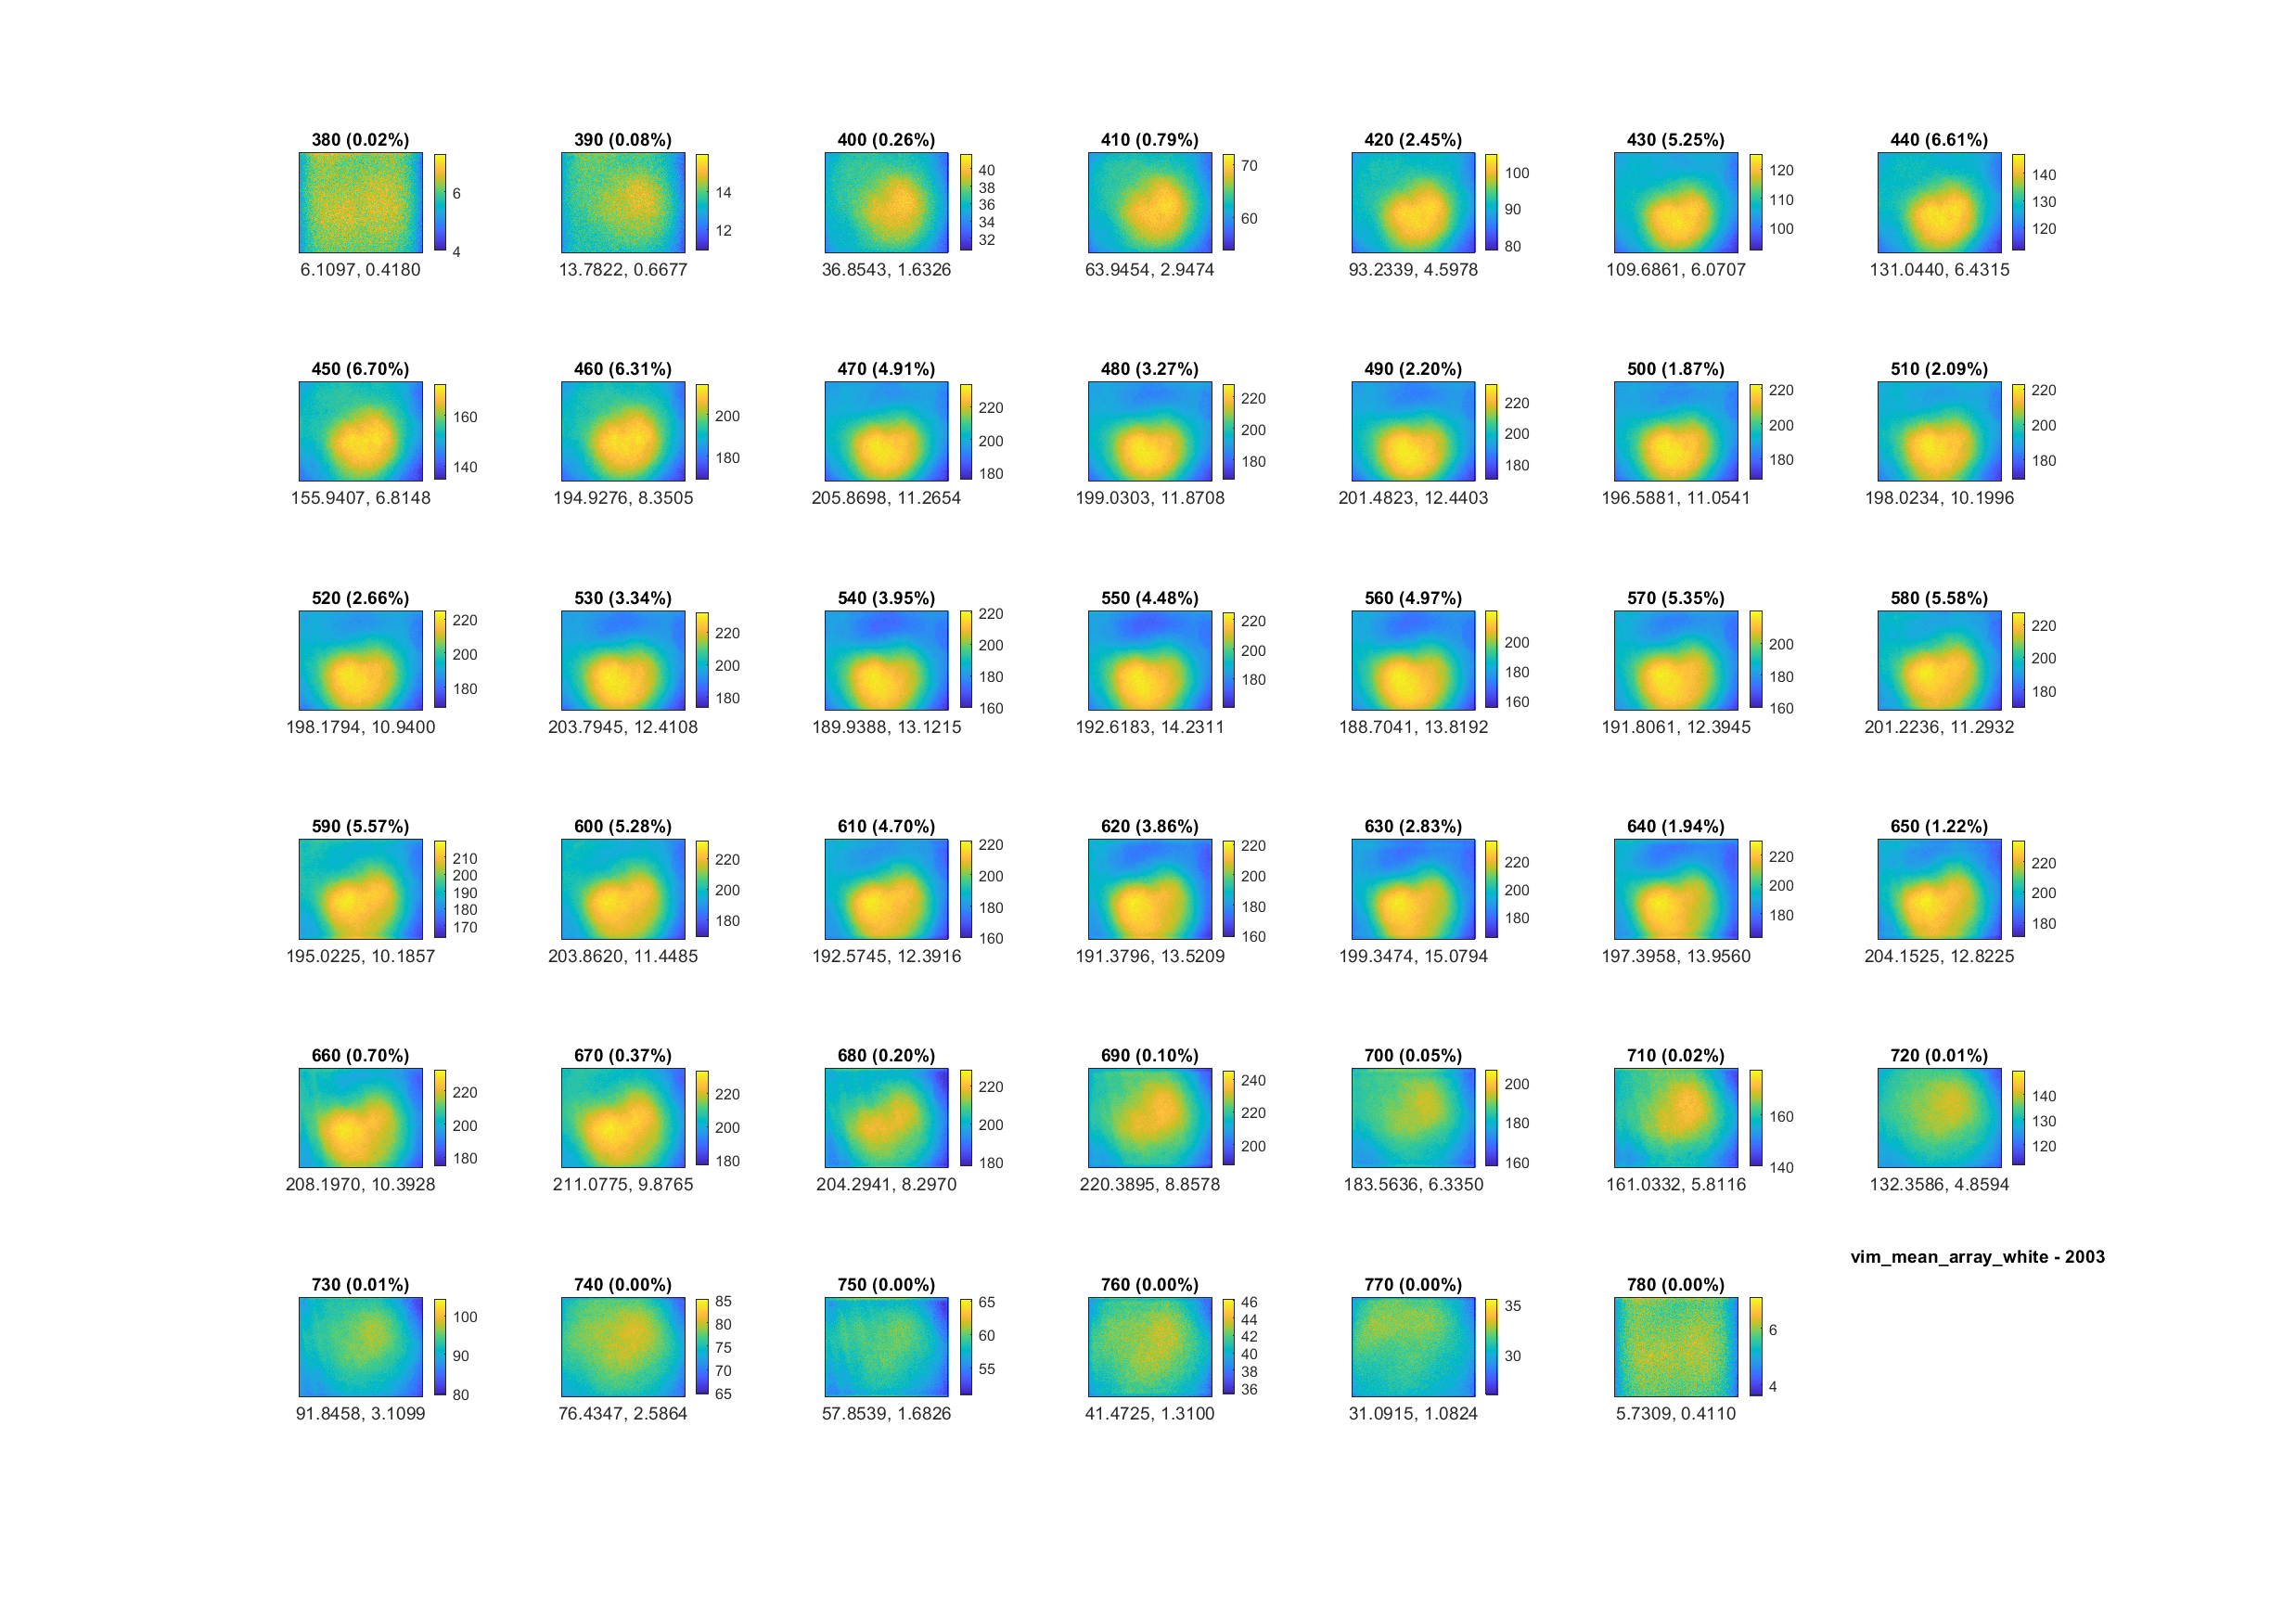 380 (0.02%) 390 (0.08%) 400 (0.26%) 410 (0.79%) 420 (2.45%) 430 (5.25%) 440 (6.61%)
6 4
14 12
40 38 36 34 32
70 60
100 90 80
120 110 100
140 130 120
6.1097, 0.4180 13.7822, 0.6677 36.8543, 1.6326 63.9454, 2.9474 93.2339, 4.5978 109.6861, 6.0707 131.0440, 6.4315
450 (6.70%) 460 (6.31%) 470 (4.91%) 480 (3.27%) 490 (2.20%) 500 (1.87%) 510 (2.09%)
160 140
200 180
220 200 180
220 200 180
220 200 180
220 200 180
220 200 180
155.9407, 6.8148 194.9276, 8.3505 205.8698, 11.2654 199.0303, 11.8708 201.4823, 12.4403 196.5881, 11.0541 198.0234, 10.1996
520 (2.66%) 530 (3.34%) 540 (3.95%) 550 (4.48%) 560 (4.97%) 570 (5.35%) 580 (5.58%)
220 200 180
220 200 180
220 200 180 160
220 200 180
200 180 160
200 180 160
220 200 180
198.1794, 10.9400 203.7945, 12.4108 189.9388, 13.1215 192.6183, 14.2311 188.7041, 13.8192 191.8061, 12.3945 201.2236, 11.2932
590 (5.57%) 600 (5.28%) 610 (4.70%) 620 (3.86%) 630 (2.83%) 640 (1.94%) 650 (1.22%)
210 200 190 180 170
220 200 180
220 200 180 160
220 200 180 160
220 200 180
220 200 180
220 200 180
195.0225, 10.1857 203.8620, 11.4485 192.5745, 12.3916 191.3796, 13.5209 199.3474, 15.0794 197.3958, 13.9560 204.1525, 12.8225
660 (0.70%) 670 (0.37%) 680 (0.20%) 690 (0.10%) 700 (0.05%) 710 (0.02%) 720 (0.01%)
220 200 180
220 200 180
220 200 180
240 220 200
200 180 160
160 140
140 130 120
208.1970, 10.3928 211.0775, 9.8765 204.2941, 8.2970 220.3895, 8.8578 183.5636, 6.3350 161.0332, 5.8116 132.3586, 4.8594
vim_mean_array_white - 2003
730 (0.01%) 740 (0.00%) 750 (0.00%) 760 (0.00%) 770 (0.00%) 780 (0.00%)
100 90 80
85 80 75 70 65
65 60 55
46 44 42 40 38 36
35 30
6 4
91.8458, 3.1099 76.4347, 2.5864 57.8539, 1.6826 41.4725, 1.3100 31.0915, 1.0824 5.7309, 0.4110